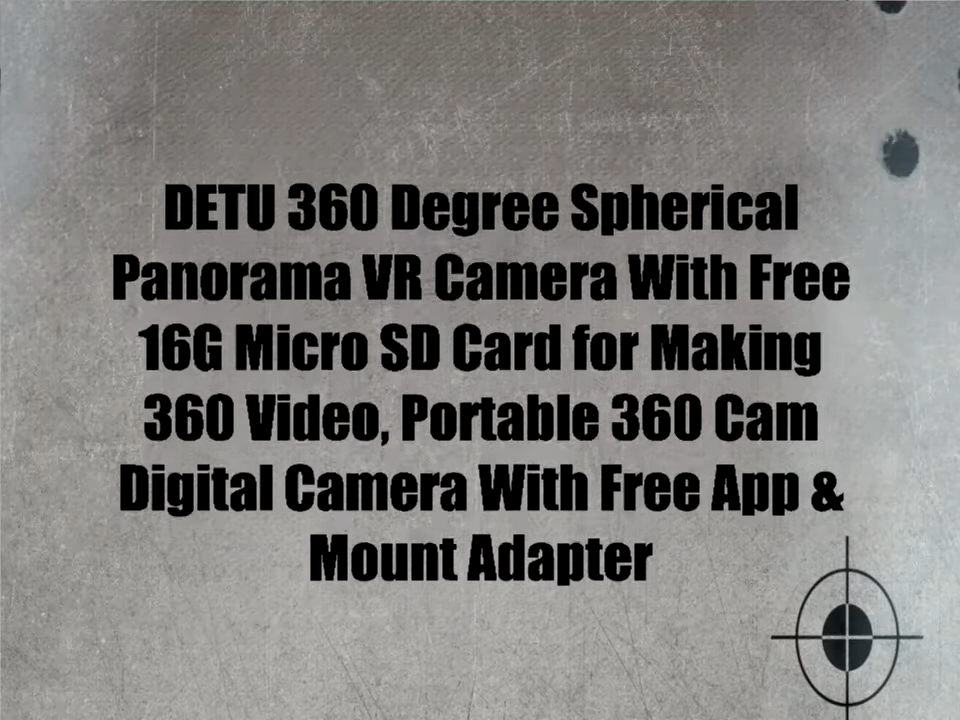 DETU 360 Degree Spherical
Panorama VR Camera With Free
16G Micro SD Card for Making
360 Video, Portable 360 Cam
Digital Camera With Free App &
Mount Adapter